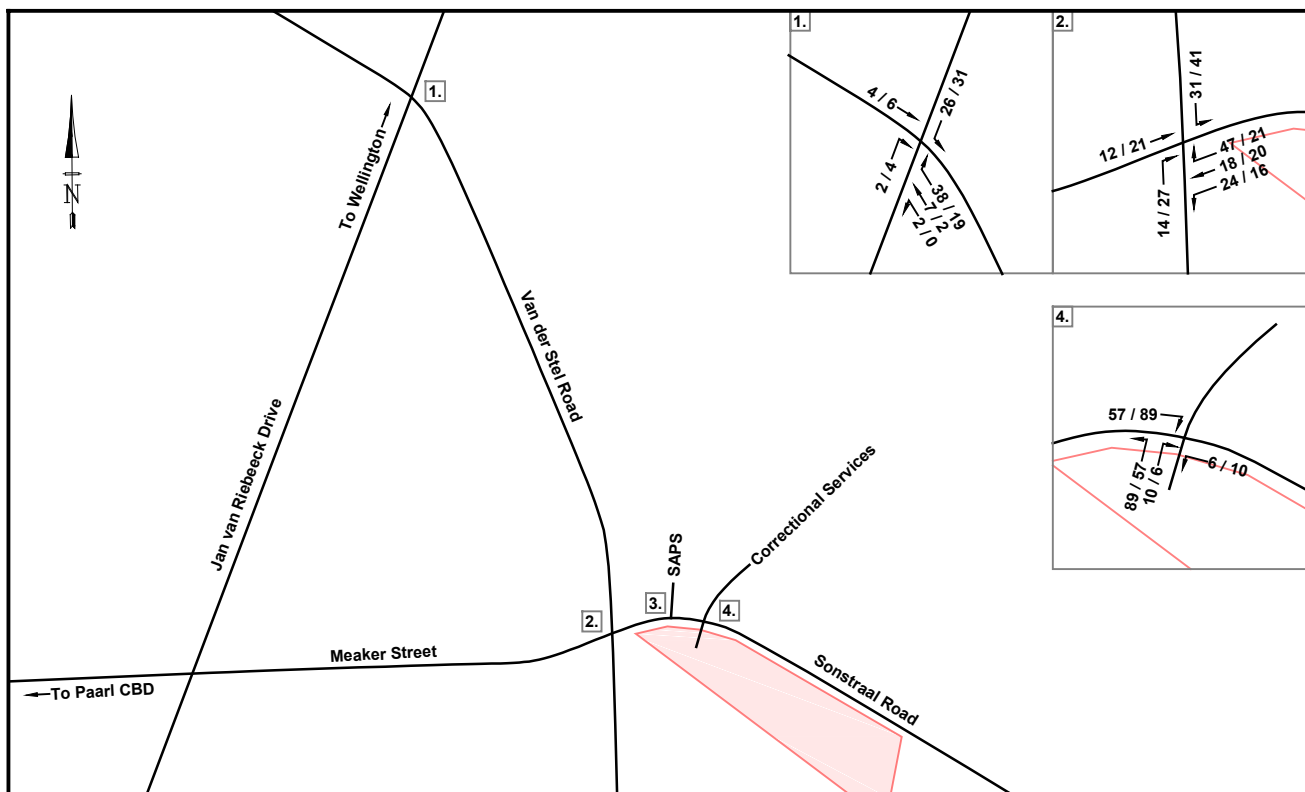 1.
4 / 6
26 / 31
2 / 4
38 / 19
7 / 2
2 / 0
2.
31 / 41
12 / 21
47 / 21
18 / 20
24 / 16
14 / 27
1.
To Wellington
N
Van der Stel Road
Jan van Riebeeck Drive
4.
57 / 89
6 / 10
89 / 57
10 / 6
Correctional Services
SAPS
3.
4.
2.
Meaker Street
To Paarl CBD
Sonstraal Road